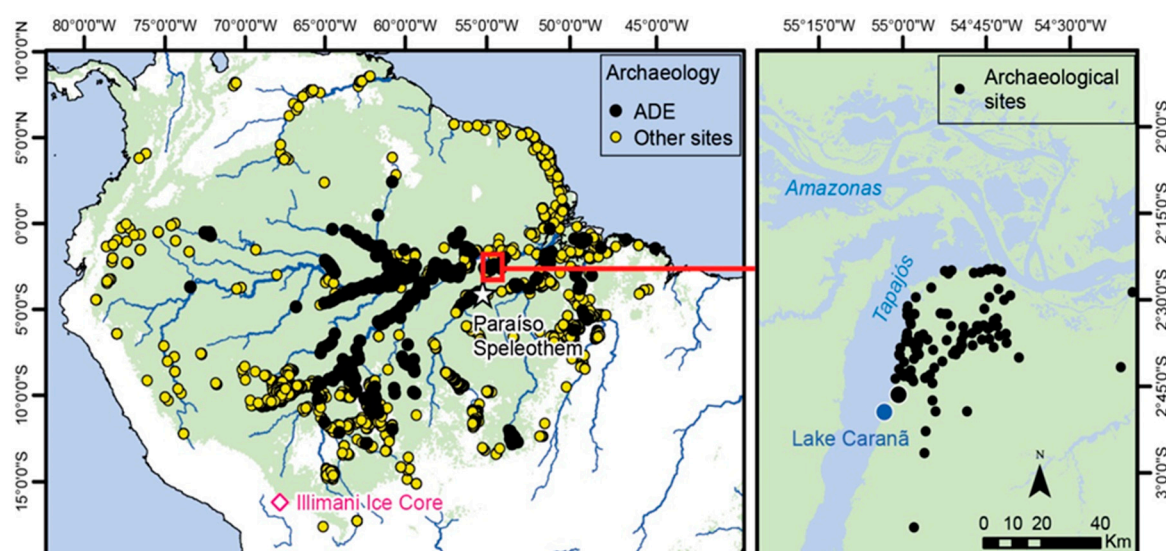 80°0'0"W 75°0'0"W 70°0'0"W 65°0'0"W 60°0'0"W 55°0'0"W 50°0'0"W 45°0'0"W
10°0'0"N
5°0'0"N
0°0'0"
5°0'0"S
10°0'0"S
15°0'0"S
Archaeology
ADE
Other sites
Paraíso
Speleothem
Illimani Ice Core
55°15'0"W 55°0'0"W 54°45'0"W 54°30'0"W
Archaeological
sites
Amazonas
Tapajós
Lake Caranã
N
0 10 20 40
Km
2°0'0"S
2°15'0"S
2°30'0"S
2°45'0"S
3°0'0"S